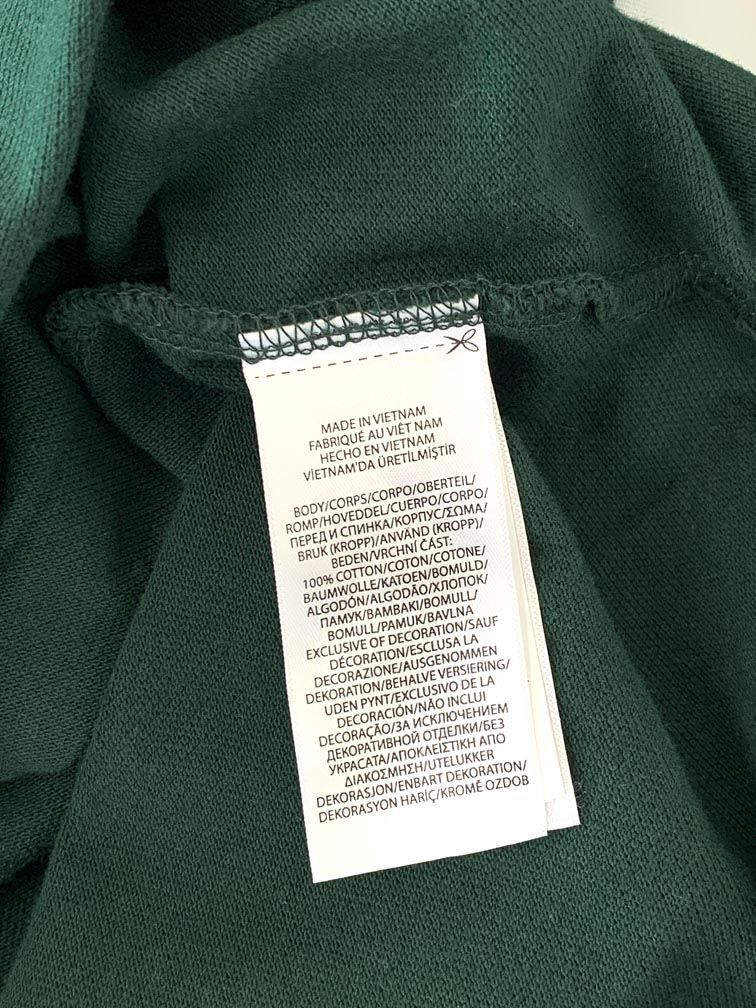 MADE IN VIETNAM
FABRIQUÉ AU VIÊT NAM
HECHO EN VIETNAM
VİETNAM'DA ÜRETİLMİŞTİR
BODY/CORPS/CORPO/OBERTEIL/
ROMP/HOVEDDEL/CUERPO/CORPO/
ПЕРЕД И СПИНКА/КОРПУС/ΣΩΜΑ/
BRUK (KROPP)/ANVÄND (KROPP)/
BEDEN/VRCHNÍ ČÁST:
100% COTTON/COTON/COTONE/
BAUMWOLLE/KATOEN/BOMULD/
ALGODÓN/ALGODÃO/ХЛОПОК/
ПАМУК/BAMBAKI/BOMULL/
BOMULL/PAMUK/BAVLNA
EXCLUSIVE OF DECORATION/SAUF
DÉCORATION/ESCLUSA LA
DECORAZIONE/AUSGENOMMEN
DEKORATION/BEHALVE VERSIERING/
UDEN PYNT/EXCLUSIVO DE LA
DECORACIÓN/NÃO INCLUI
DECORAÇÃO/ЗА ИСКЛЮЧЕНИЕМ
ДЕКОРАТИВНОЙ ОТДЕЛКИ/БЕЗ
УКРАСАТА/ΑΠΟΚΛΕΙΣΤΙΚΗ ΑΠΟ
ΔΙΑΚΟΣΜΗΣΗ/UTELUKKER
DEKORASJON/ENBART DEKORATION/
DEKORASYON HARİÇ/KROMĚ OZDOB